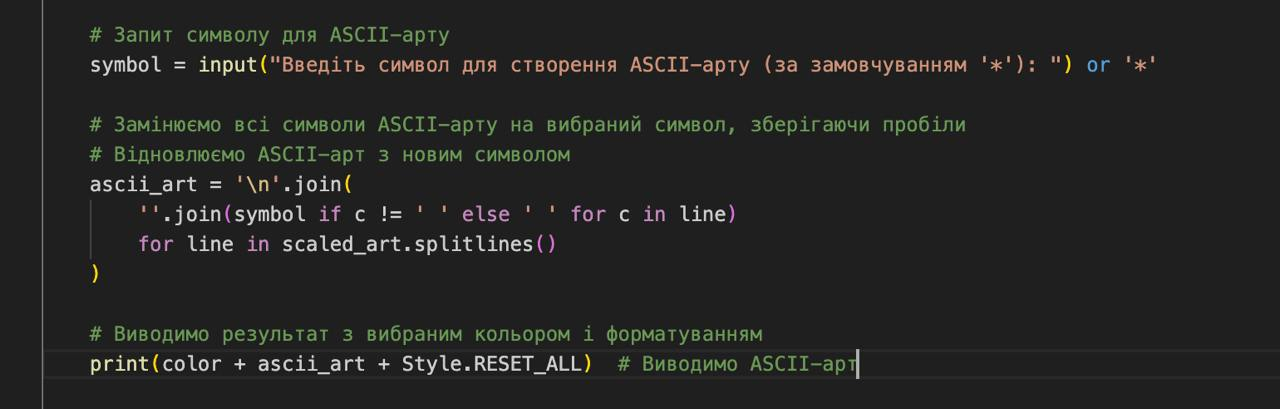 # Запит символу для ASCII-арту
symbol = input("Введіть символ для створення ASCII-арту (за замовчуванням '*'): ") or '*'
# Замінюємо всі символи ASCII-арту на вибраний символ, зберігаючи пробіли
# Відновлюємо ASCII-арт з новим символом
ascii_art = '\n'.join(
    ''.join(symbol if c != ' ' else ' ' for c in line)
    for line in scaled_art.splitlines()
)
# Виводимо результат з вибраним кольором і форматуванням
print(color + ascii_art + Style.RESET_ALL)  # Виводимо ASCII-арт